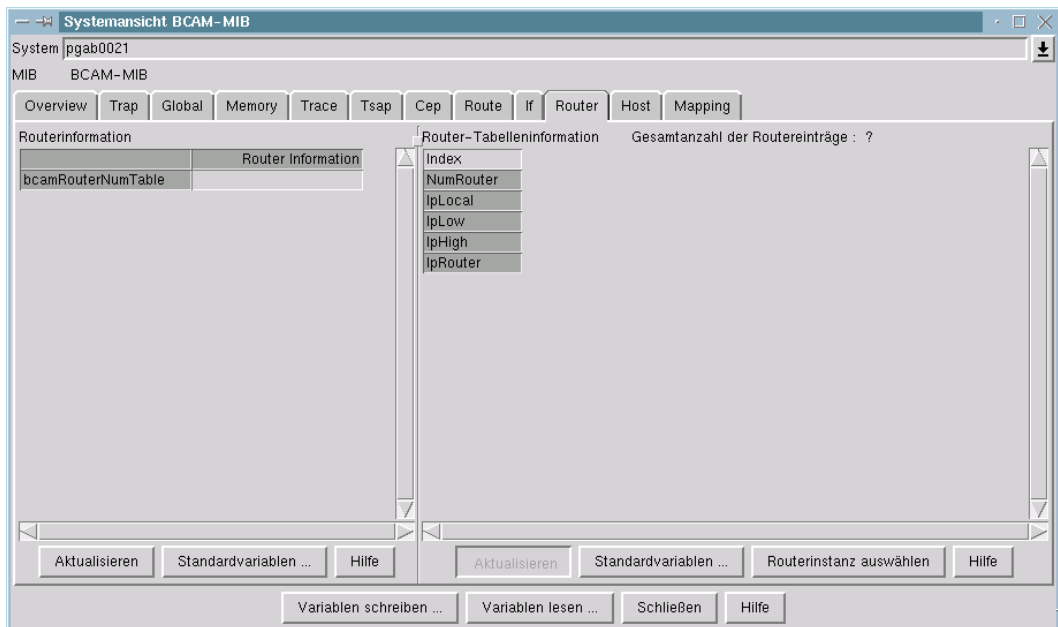 Systemansicht BCAM-MIB
System pgab0021
MIB BCAM-MIB
Overview Trap Global Memory Trace Tsap Cep Route If Router Host Mapping
Routerinformation
Router Information
bcamRouterNumTable
Router-Tabelleninformation Gesamtanzahl der Routereinträge : ?
Index
NumRouter
IpLocal
IpLow
IpHigh
IpRouter
Aktualisieren Standardvariablen ... Hilfe
Aktualisieren Standardvariablen ... Routerinstanz auswählen Hilfe
Variablen schreiben ... Variablen lesen ... Schließen Hilfe